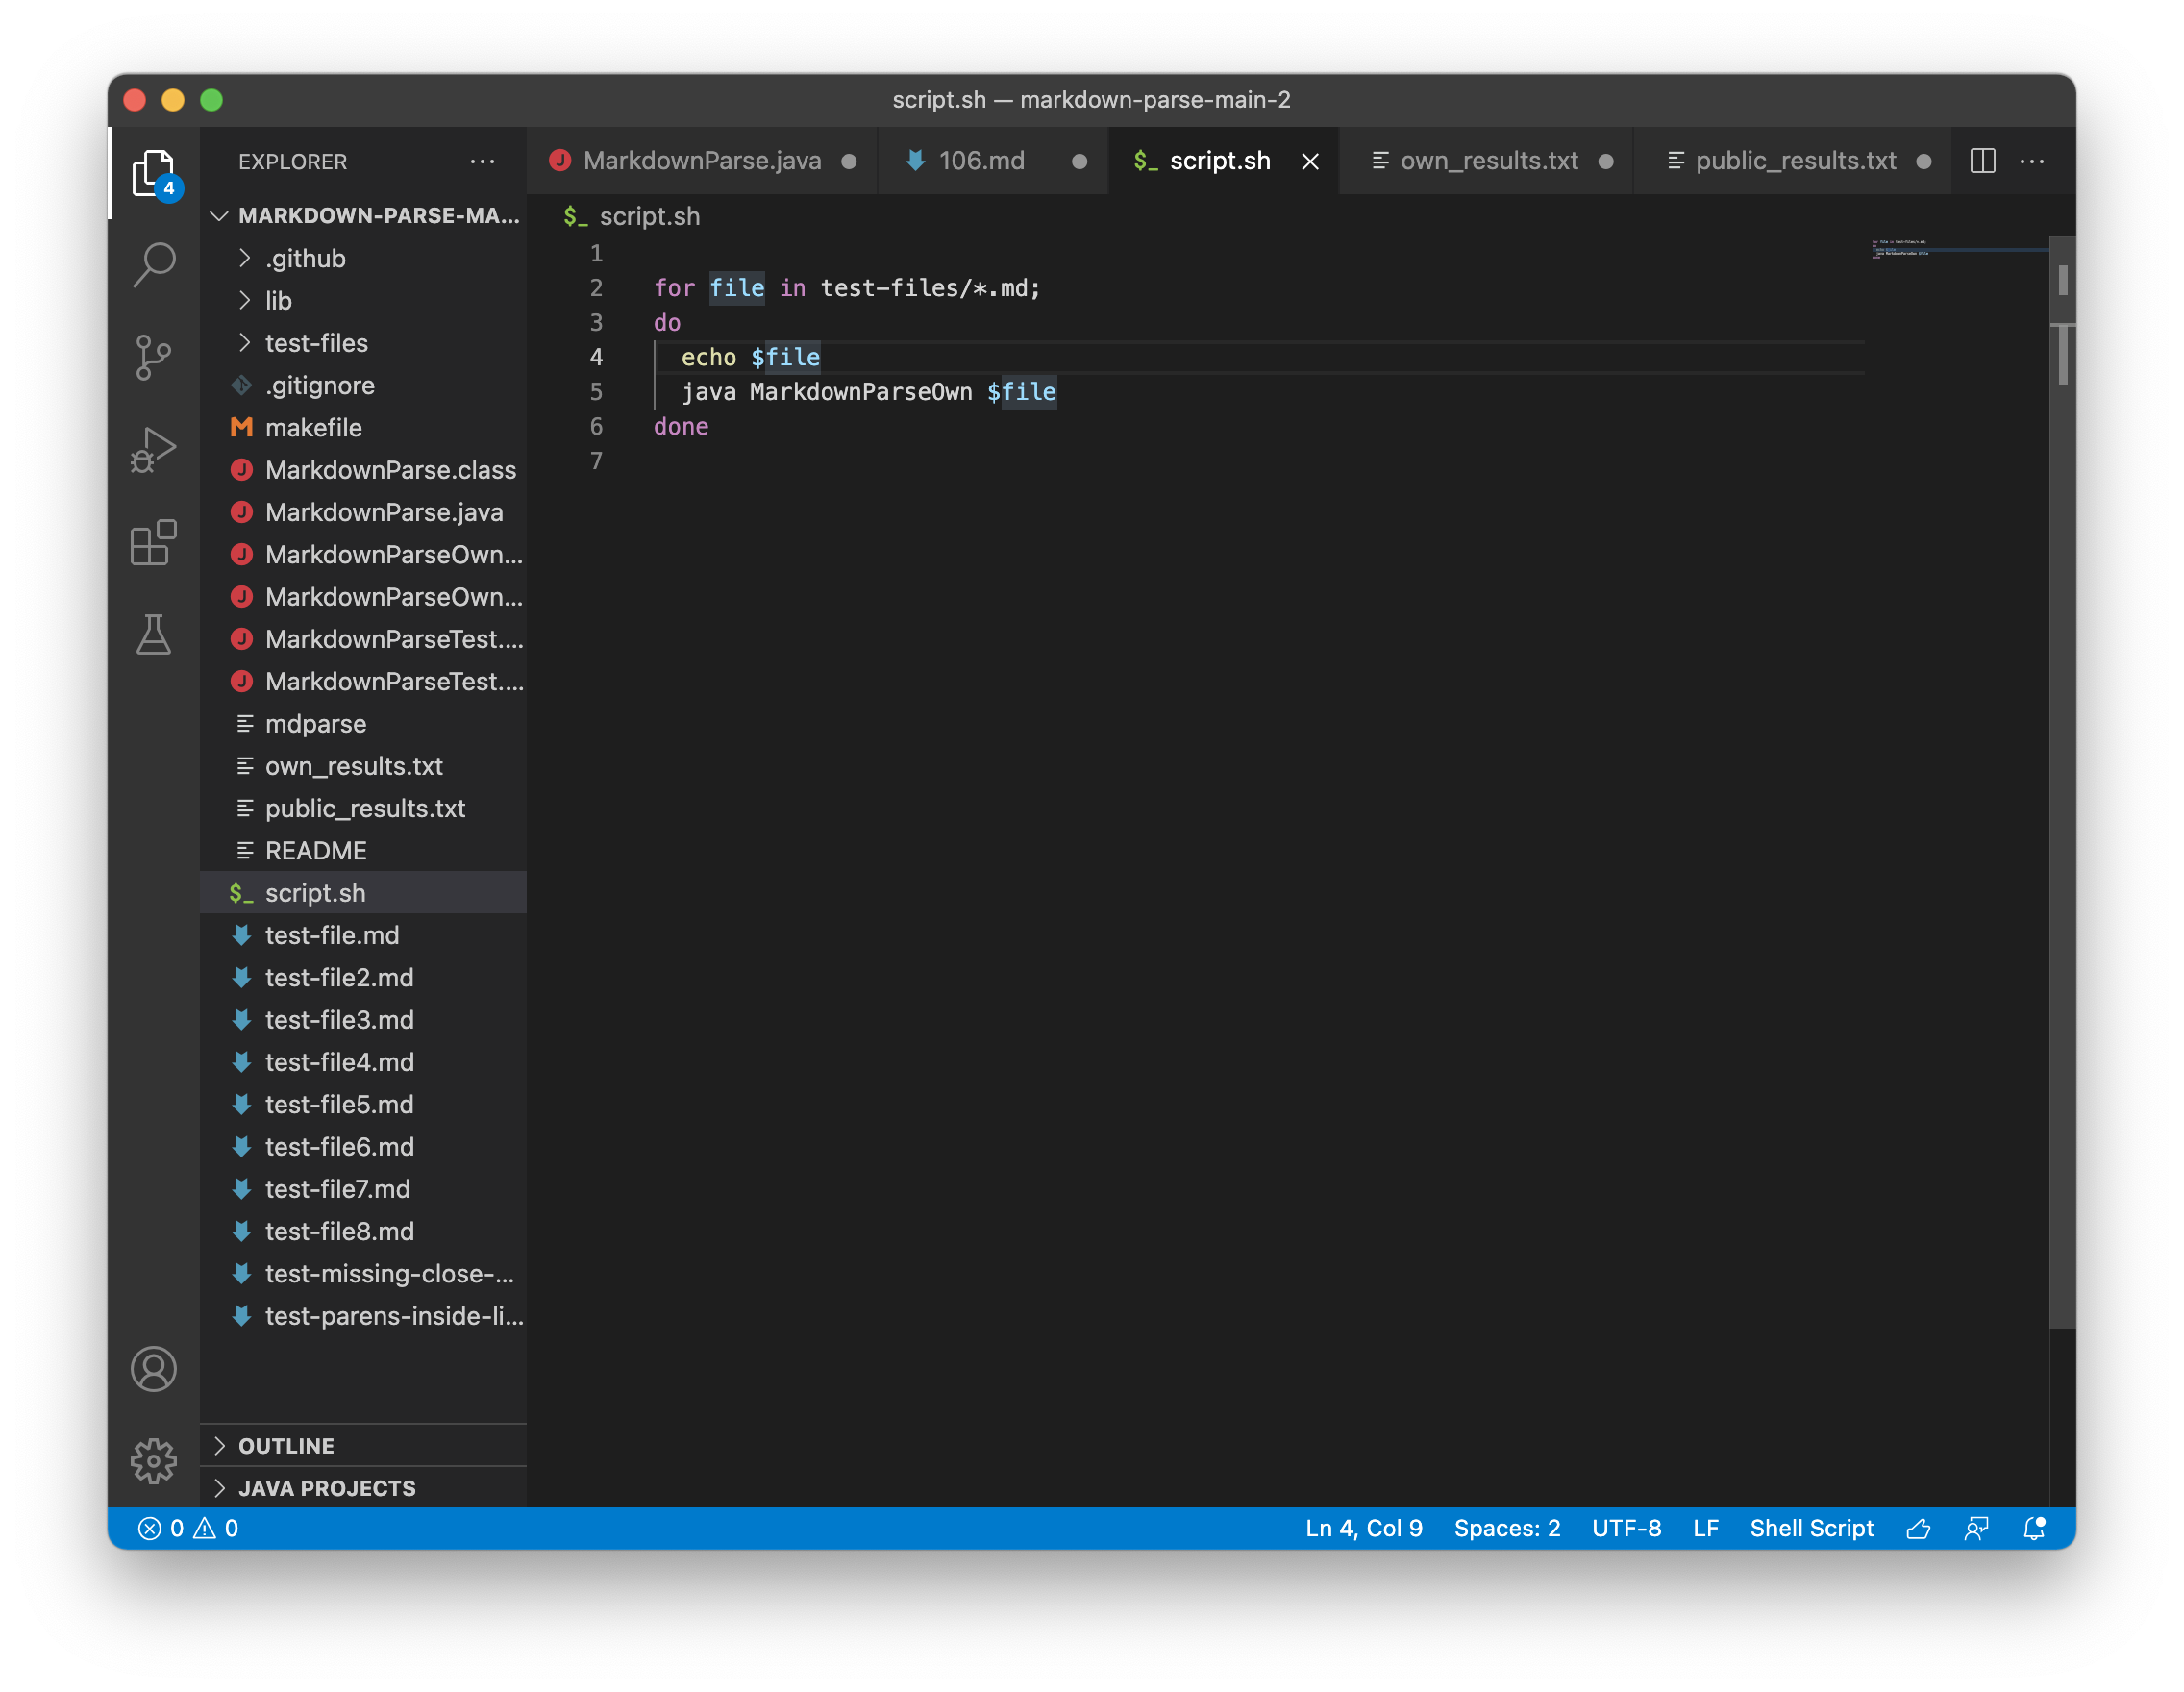 script.sh — markdown-parse-main-2
EXPLORER ···
MarkdownParse.java
106.md
$_ script.sh
own_results.txt
public_results.txt
4
MARKDOWN-PARSE-MA...
.github
lib
test-files
.gitignore
M makefile
J MarkdownParse.class
J MarkdownParse.java
J MarkdownParseOwn...
J MarkdownParseOwn...
J MarkdownParseTest....
J MarkdownParseTest....
mdparse
own_results.txt
public_results.txt
README
$_ script.sh
test-file.md
test-file2.md
test-file3.md
test-file4.md
test-file5.md
test-file6.md
test-file7.md
test-file8.md
test-missing-close-...
test-parens-inside-li...
OUTLINE
JAVA PROJECTS
$_ script.sh
1
2 for file in test-files/*.md;
3 do
4 echo $file
5 java MarkdownParseOwn $file
6 done
7
0 0
Ln 4, Col 9 Spaces: 2 UTF-8 LF Shell Script